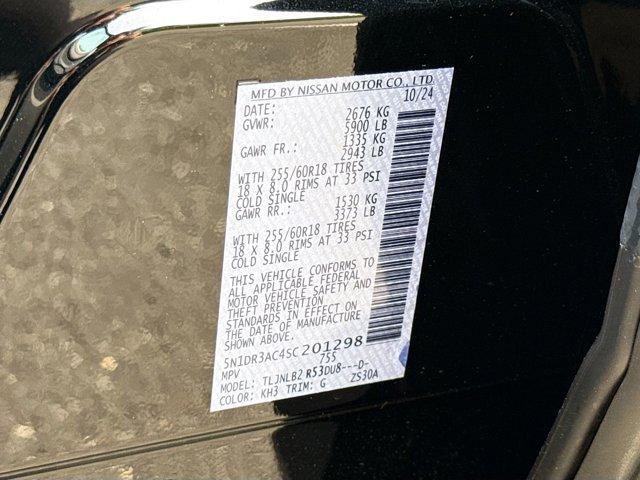 MFD BY NISSAN MOTOR CO., LTD.
DATE: 10/24
GVWR: 2676 KG
5900 LB
GAWR FR.: 1335 KG
2943 LB
WITH 255/60R18 TIRES
18 X 8.0 RIMS AT 33 PSI
COLD SINGLE
GAWR RR.: 1530 KG
3373 LB
WITH 255/60R18 TIRES
18 X 8.0 RIMS AT 33 PSI
COLD SINGLE
THIS VEHICLE CONFORMS TO
ALL APPLICABLE FEDERAL
MOTOR VEHICLE SAFETY AND
THEFT PREVENTION
STANDARDS IN EFFECT ON
THE DATE OF MANUFACTURE
SHOWN ABOVE.
5N1DR3AC4SC201298
MPV 755
MODEL: TLJNLB2 R53DU8---D-
COLOR: KH3 TRIM: G ZS30A